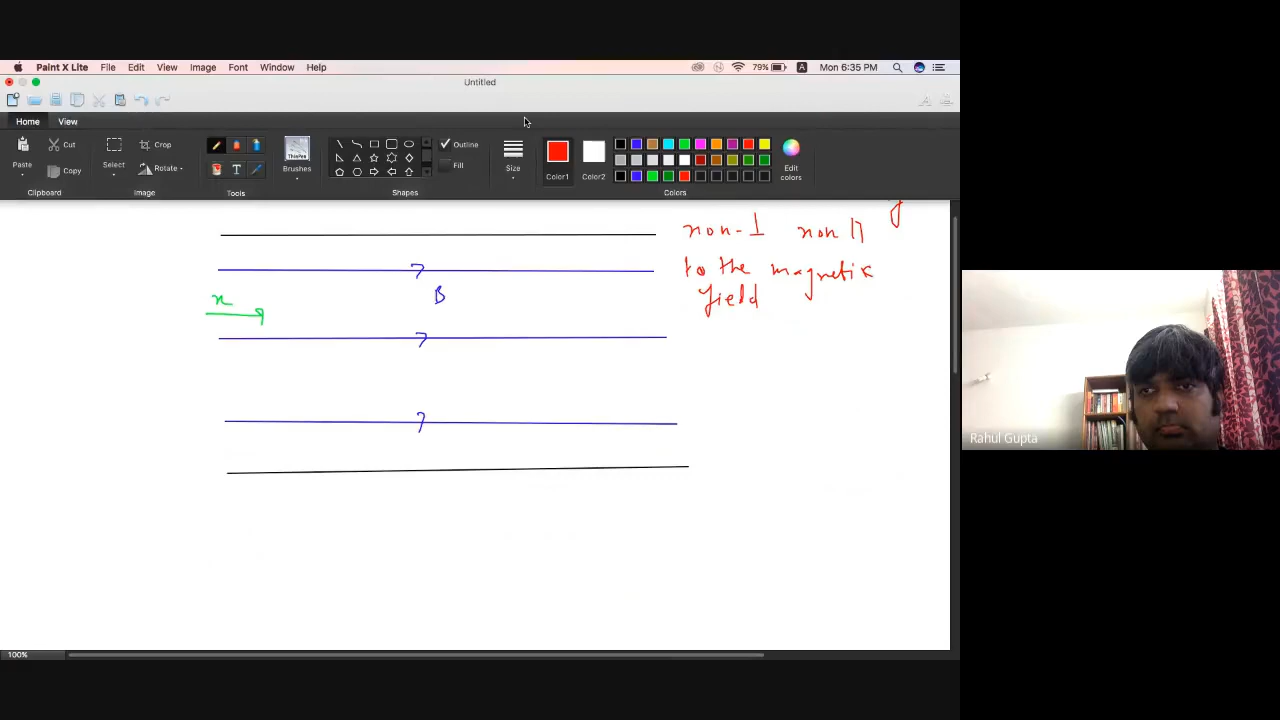 Paint X Lite File Edit View Image Font Window Help 79% A Mon 6:35 PM
Untitled
Home View
Paste Cut Copy Select Crop Rotate T Brushes Outline Fill Size Color1 Color2 Edit colors
Clipboard Image Tools Shapes Colors
non-⊥ non ||
to the magnetic
field
B
x
Rahul Gupta
100%